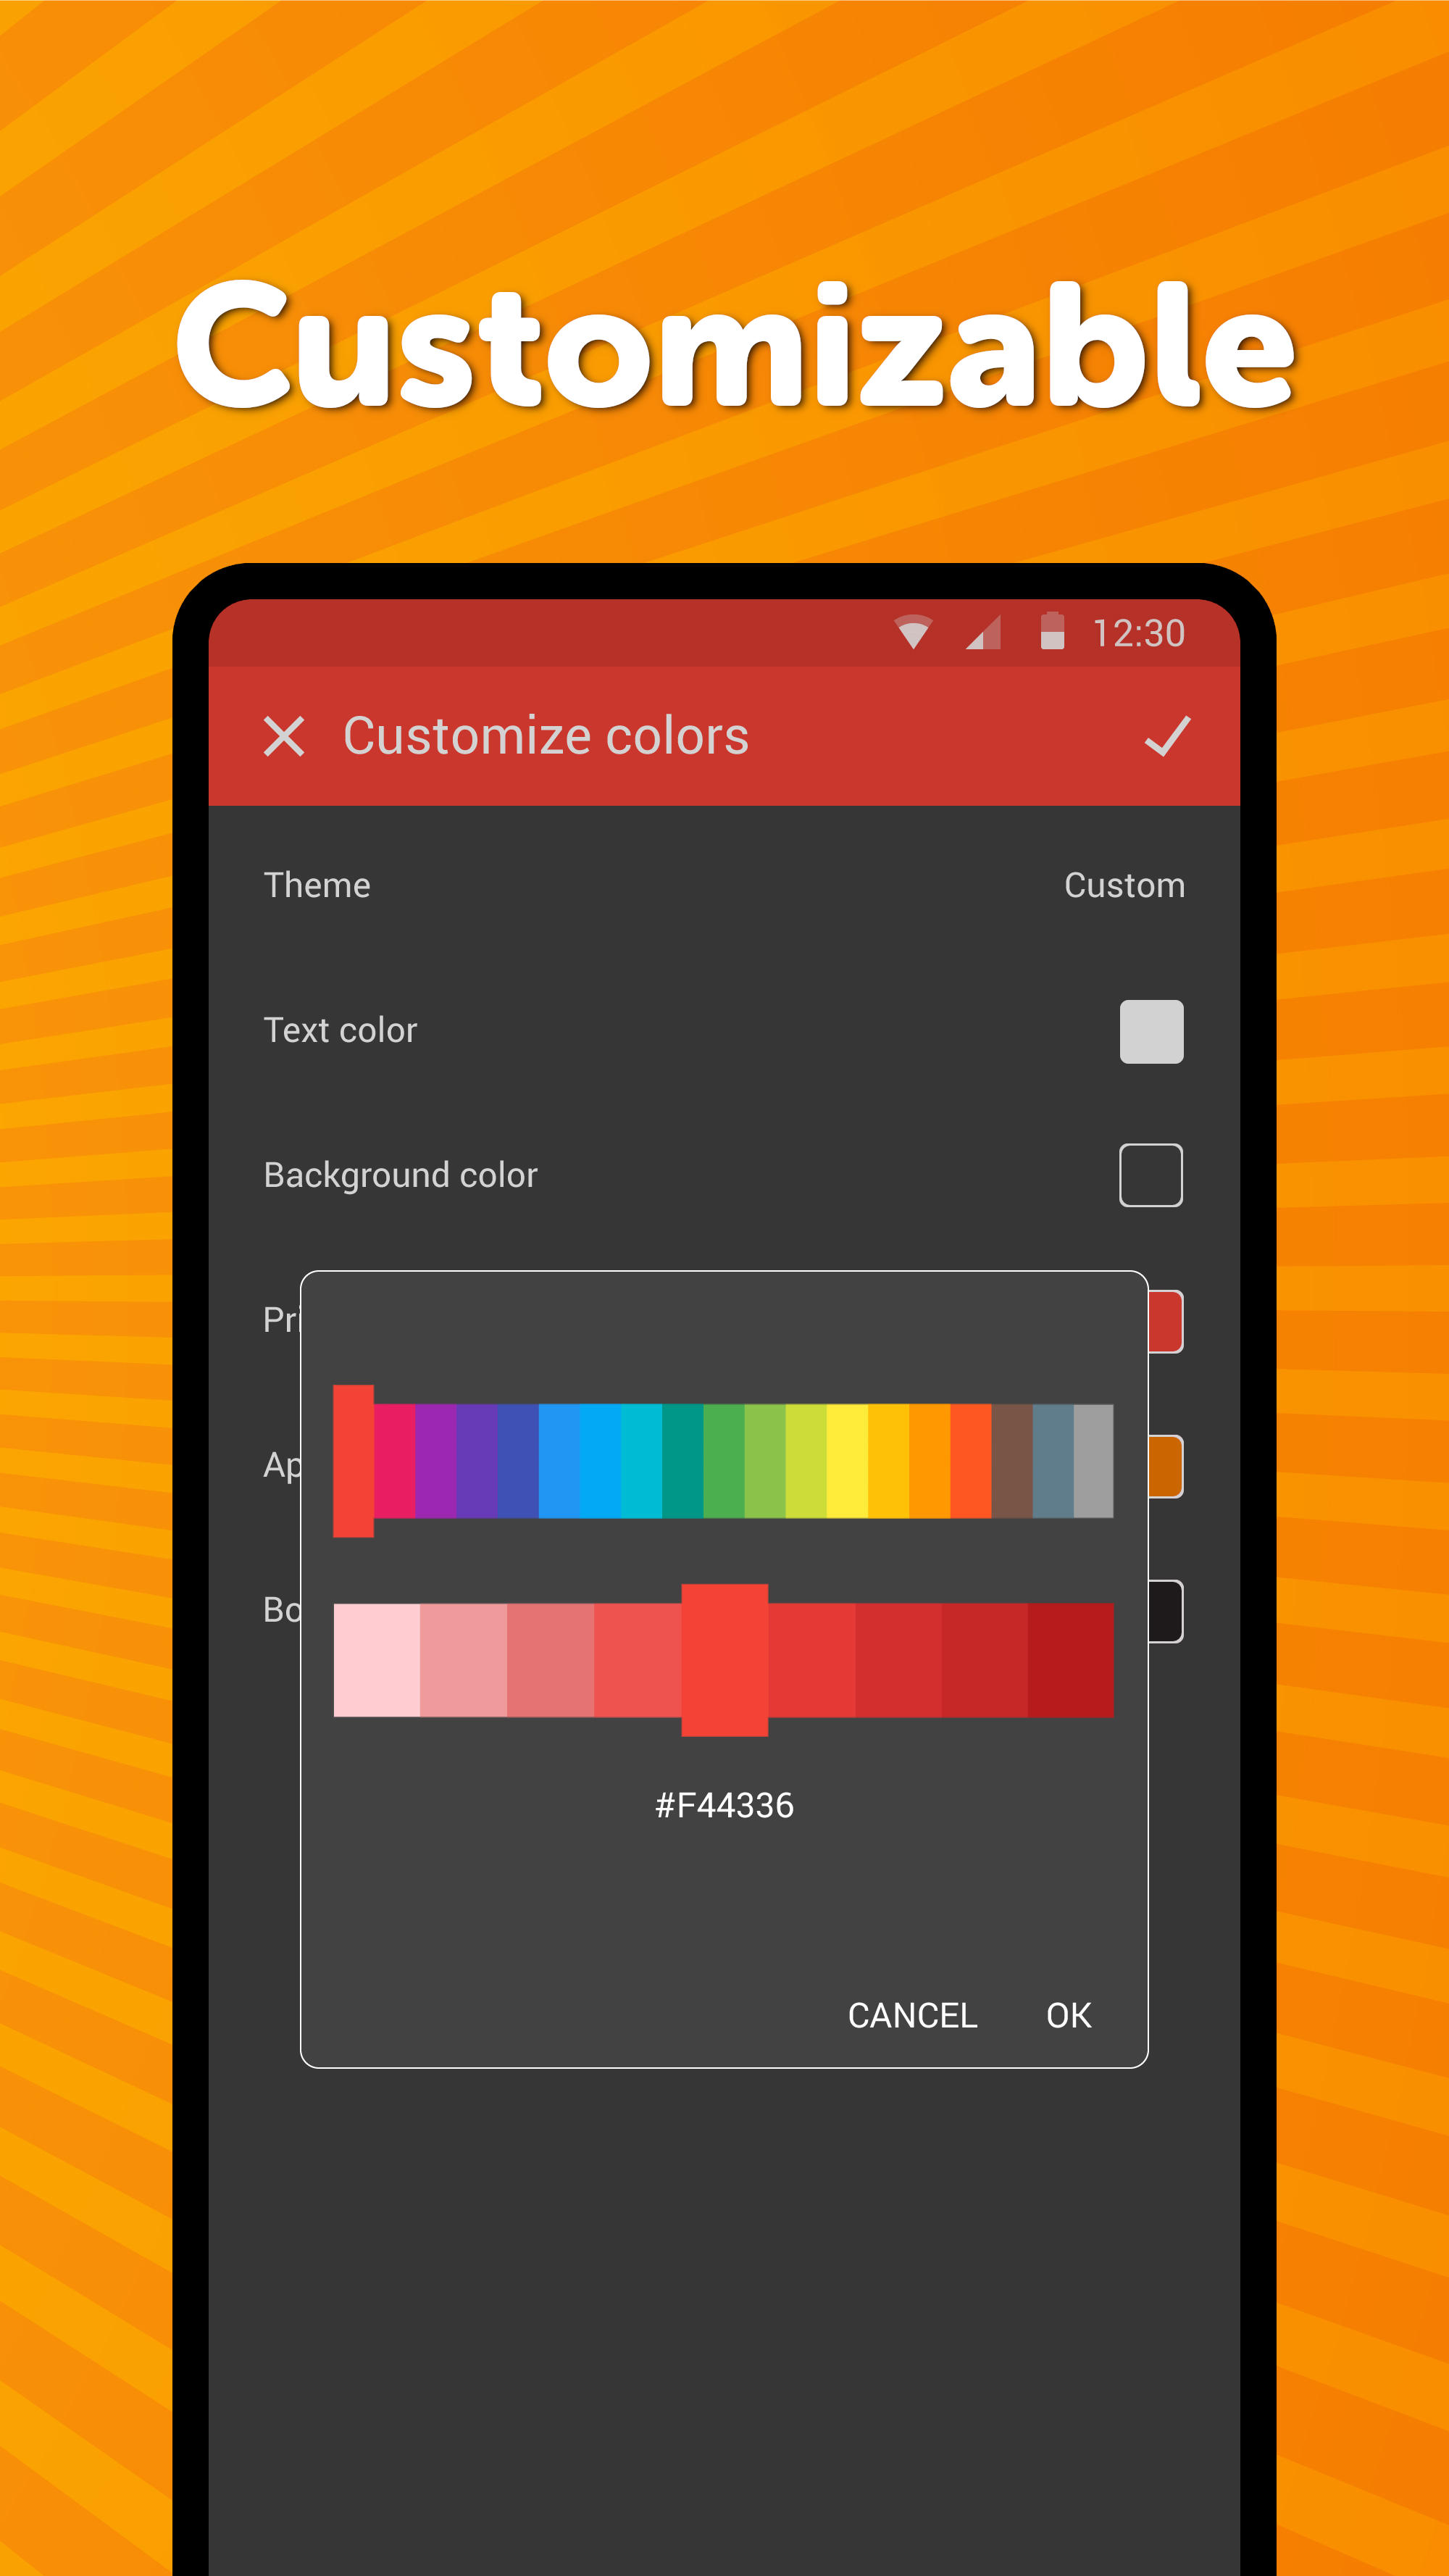 Customizable
12:30
Customize colors
Theme Custom
Text color
Background color
Pri
Ap
Bo
#F44336
CANCEL OK